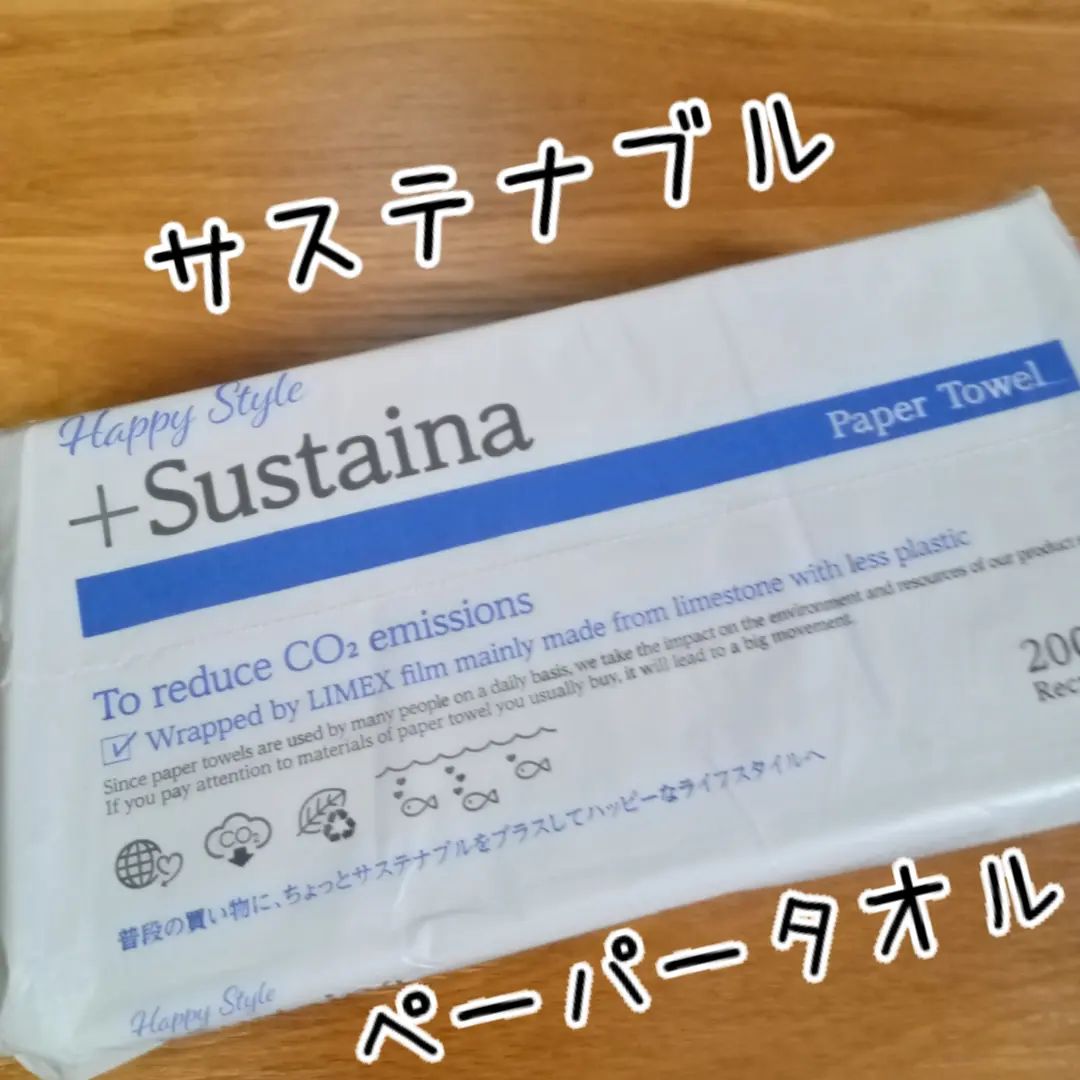 サステナブル
Happy Style
+Sustaina
Paper Towel
To reduce CO₂ emissions
Wrapped by LIMEX film mainly made from limestone with less plastic
Since paper towels are used by many people on a daily basis, we take the impact on the environment and resources of our product
If you pay attention to materials of paper towel you usually buy, it will lead to a big movement.
200
Rec
CO₂
普段の買い物に、ちょっとサステナブルをプラスしてハッピーなライフスタイルへ
Happy Style
ペーパータオル